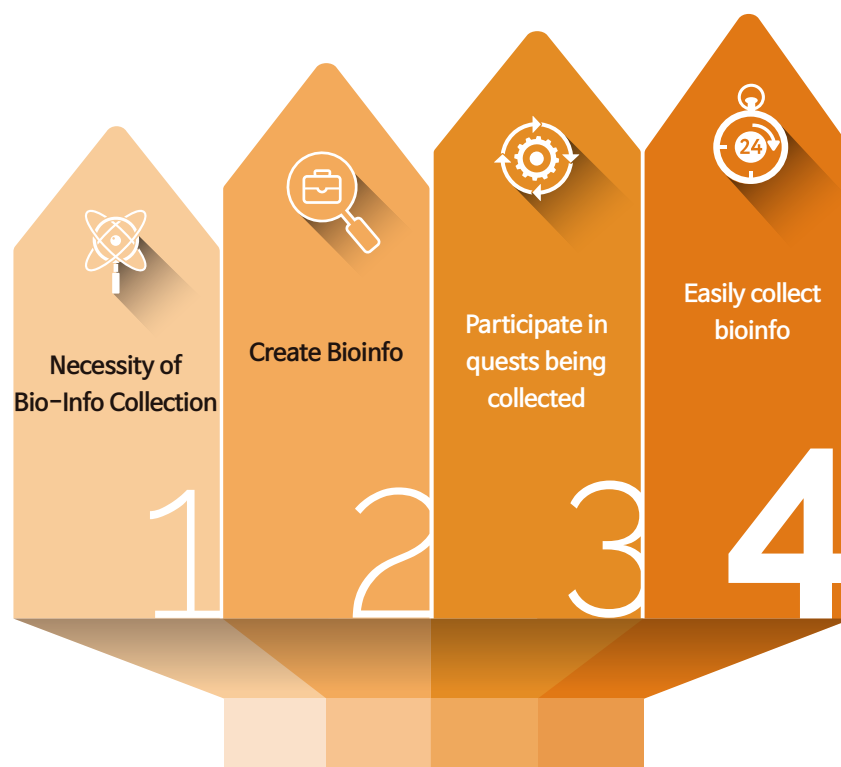 Necessity of
Bio-Info Collection
1
Create Bioinfo
2
Participate in
quests being
collected
3
24
Easily collect
bioinfo
4